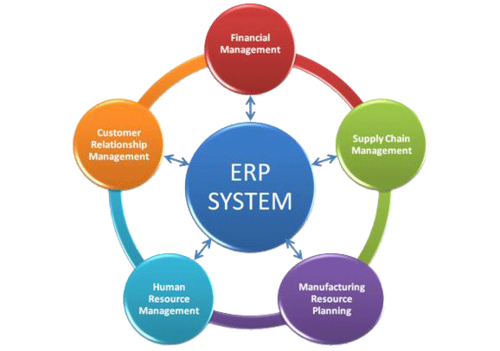 Financial
Management
Customer
Relationship
Management
Supply Chain
Management
ERP
SYSTEM
Human
Resource
Management
Manufacturing
Resource
Planning